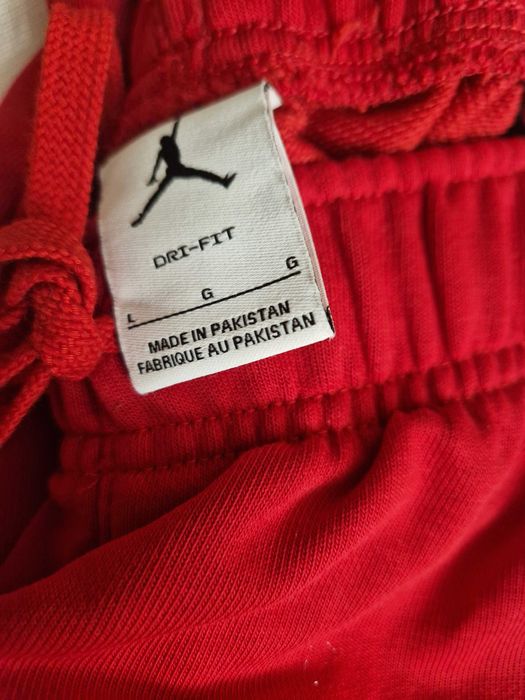 DRI-FIT
L G G
MADE IN PAKISTAN
FABRIQUE AU PAKISTAN